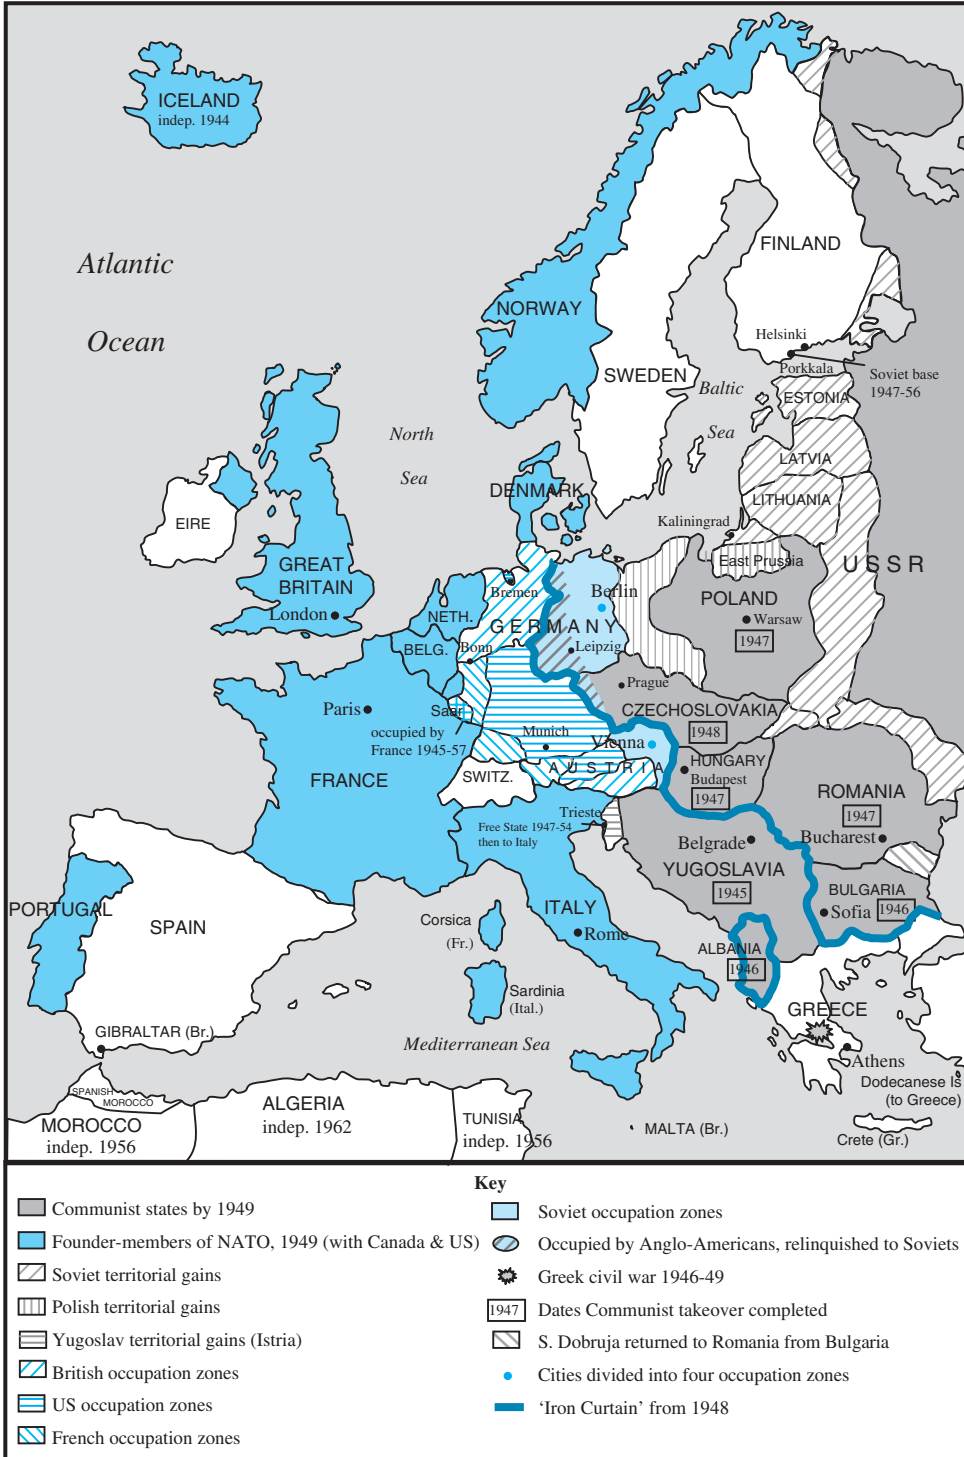 ICELAND
indep. 1944
Atlantic
Ocean
FINLAND
NORWAY
Helsinki
Porkkala
Soviet base
1947-56
SWEDEN
Baltic
Sea
ESTONIA
North
Sea
LATVIA
DENMARK
LITHUANIA
EIRE
Kaliningrad
East Prussia
USSR
GREAT
BRITAIN
London
Bremen
Berlin
NETH.
GERMANY
POLAND
Warsaw
1947
BELG.
Bonn
Leipzig
Prague
Paris
Saar
occupied by
France 1945-57
CZECHOSLOVAKIA
1948
Munich
Vienna
FRANCE
SWITZ.
AUSTRIA
HUNGARY
Budapest
1947
ROMANIA
1947
Bucharest
Trieste
Free State 1947-54
then to Italy
Belgrade
YUGOSLAVIA
1945
BULGARIA
Sofia
1946
PORTUGAL
SPAIN
Corsica
(Fr.)
ITALY
Rome
ALBANIA
1946
Sardinia
(Ital.)
GREECE
GIBRALTAR (Br.)
Mediterranean Sea
Athens
Dodecanese Is
(to Greece)
SPANISH
MOROCCO
MOROCCO
indep. 1956
ALGERIA
indep. 1962
TUNISIA
indep. 1956
MALTA (Br.)
Crete (Gr.)
Key
Communist states by 1949
Founder-members of NATO, 1949 (with Canada & US)
Soviet territorial gains
Polish territorial gains
Yugoslav territorial gains (Istria)
British occupation zones
US occupation zones
French occupation zones
Soviet occupation zones
Occupied by Anglo-Americans, relinquished to Soviets
Greek civil war 1946-49
1947 Dates Communist takeover completed
S. Dobruja returned to Romania from Bulgaria
Cities divided into four occupation zones
‘Iron Curtain’ from 1948